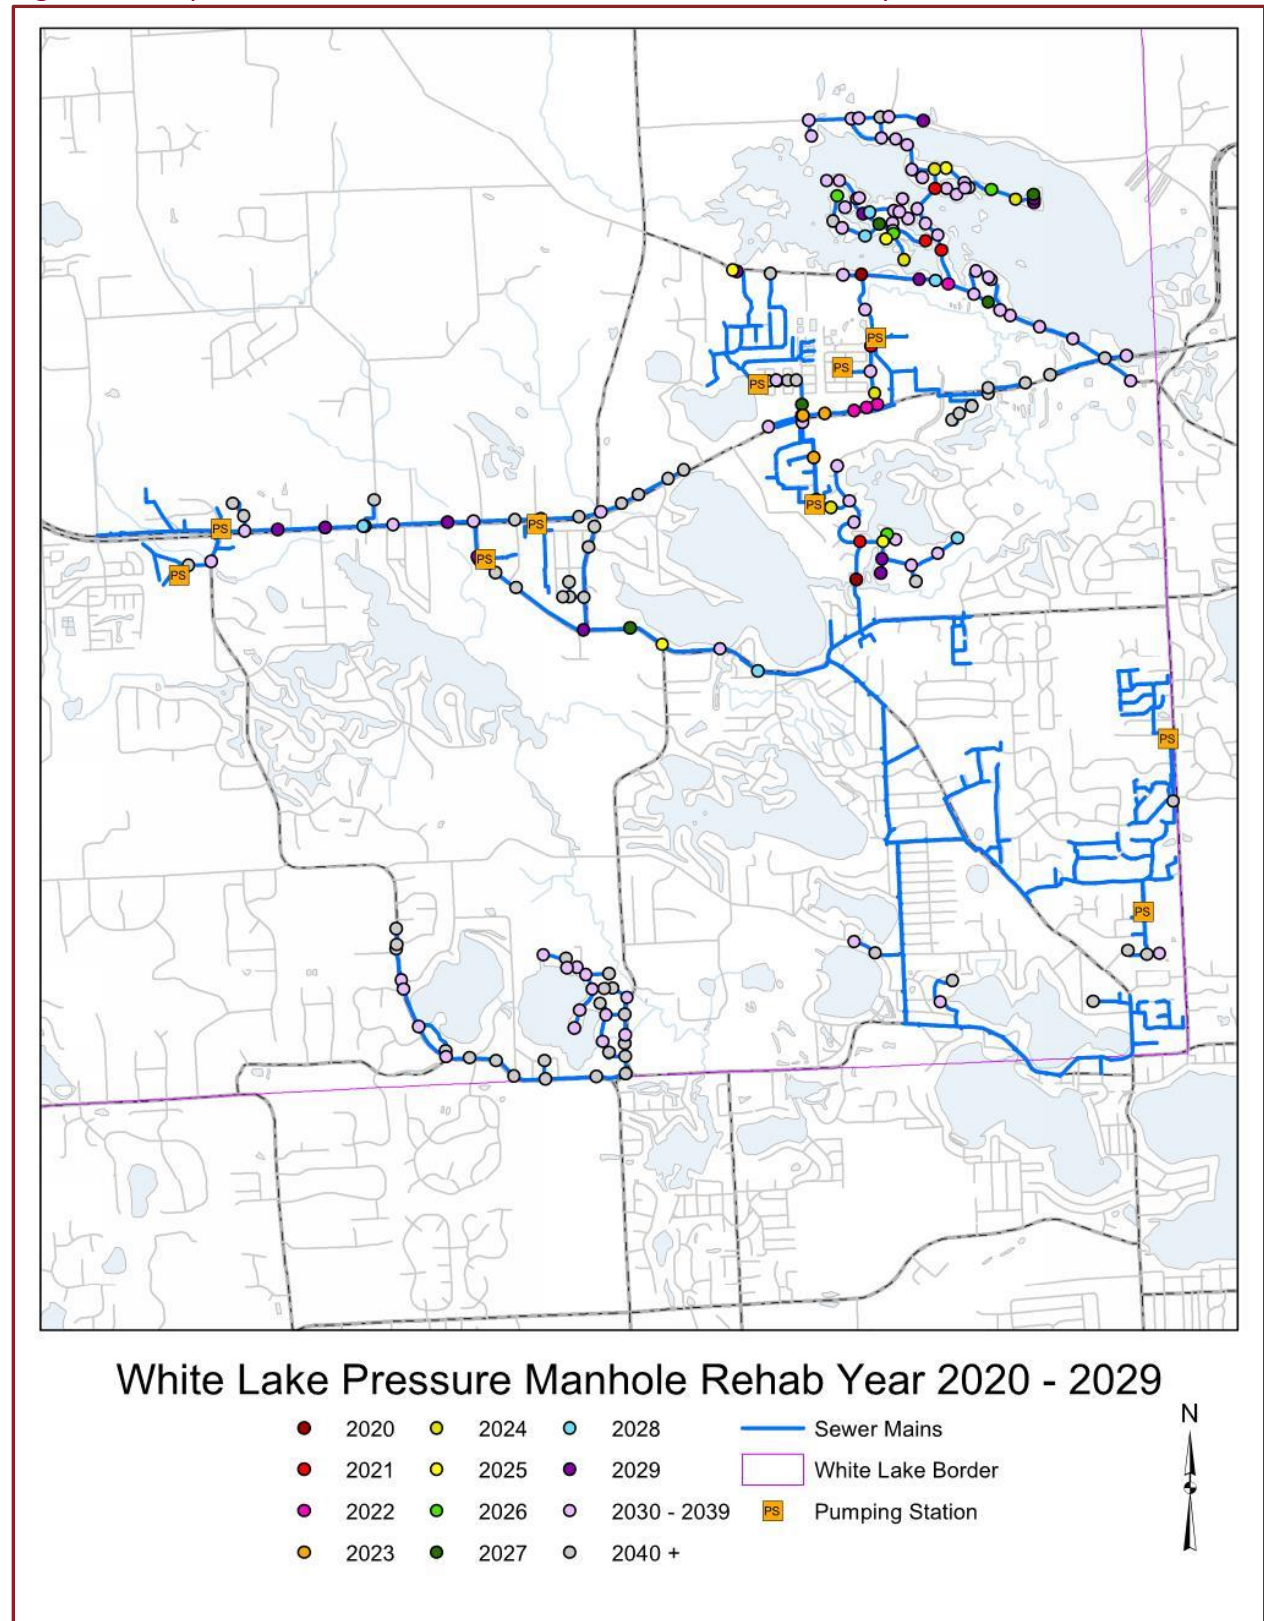 PS
PS
PS
PS
PS
PS
PS
PS
PS
PS
White Lake Pressure Manhole Rehab Year 2020 - 2029
2020
2024
2028
Sewer Mains
N
2021
2025
2029
White Lake Border
2022
2026
2030 - 2039
PS
Pumping Station
2023
2027
2040 +